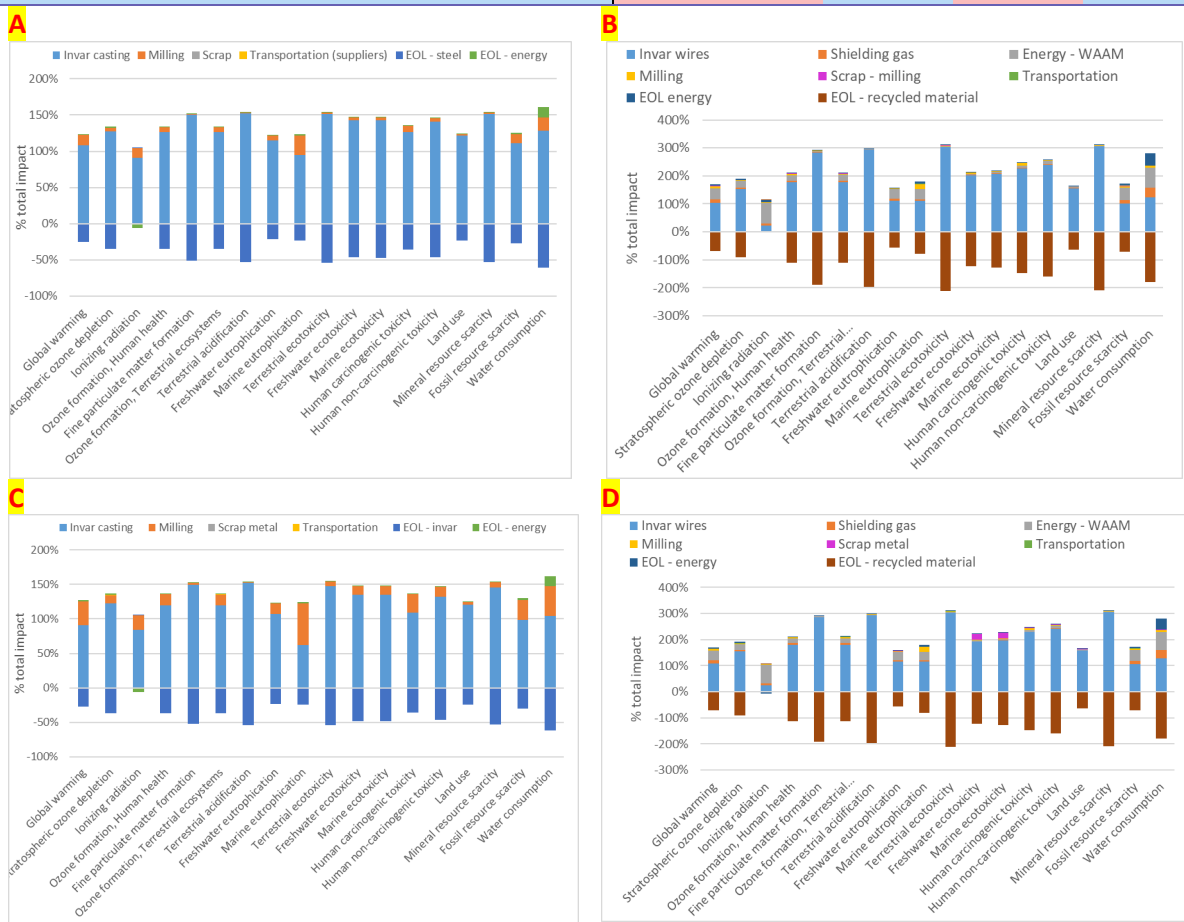 A
Invar casting Milling Scrap Transportation (suppliers) EOL - steel EOL - energy
200%
150%
100%
50%
0%
-50%
-100%
% total impact
Global warming
atospheric ozone depletion
Ionizing radiation
Ozone formation, Human health
Fine particulate matter formation
Ozone formation, Terrestrial ecosystems
Terrestrial acidification
Freshwater eutrophication
Marine eutrophication
Terrestrial ecotoxicity
Freshwater ecotoxicity
Marine ecotoxicity
Human carcinogenic toxicity
Human non-carcinogenic toxicity
Land use
Mineral resource scarcity
Fossil resource scarcity
Water consumption
B
Invar wires Shielding gas Energy - WAAM
Milling Scrap - milling Transportation
EOL energy EOL - recycled material
400%
300%
200%
100%
0%
-100%
-200%
-300%
% total impact
Global warming
Stratospheric ozone depletion
Ionizing radiation
Ozone formation, Human health
Fine particulate matter formation
Ozone formation, Terrestrial...
Terrestrial acidification
Freshwater eutrophication
Marine eutrophication
Terrestrial ecotoxicity
Freshwater ecotoxicity
Marine ecotoxicity
Human carcinogenic toxicity
Human non-carcinogenic toxicity
Land use
Mineral resource scarcity
Fossil resource scarcity
Water consumption
C
Invar casting Milling Scrap metal Transportation EOL - invar EOL - energy
200%
150%
100%
50%
0%
-50%
-100%
% total impact
Global warming
tratospheric ozone depletion
Ionizing radiation
Ozone formation, Human health
Fine particulate matter formation
Ozone formation, Terrestrial ecosystems
Terrestrial acidification
Freshwater eutrophication
Marine eutrophication
Terrestrial ecotoxicity
Freshwater ecotoxicity
Marine ecotoxicity
Human carcinogenic toxicity
Human non-carcinogenic toxicity
Land use
Mineral resource scarcity
Fossil resource scarcity
Water consumption
D
Invar wires Shielding gas Energy - WAAM
Milling Scrap metal Transportation
EOL - energy EOL - recycled material
400%
300%
200%
100%
0%
-100%
-200%
-300%
% total impact
Global warming
Stratospheric ozone depletion
Ionizing radiation
Ozone formation, Human health
Fine particulate matter formation
Ozone formation, Terrestrial...
Terrestrial acidification
Freshwater eutrophication
Marine eutrophication
Terrestrial ecotoxicity
Freshwater ecotoxicity
Marine ecotoxicity
Human carcinogenic toxicity
Human non-carcinogenic toxicity
Land use
Mineral resource scarcity
Fossil resource scarcity
Water consumption